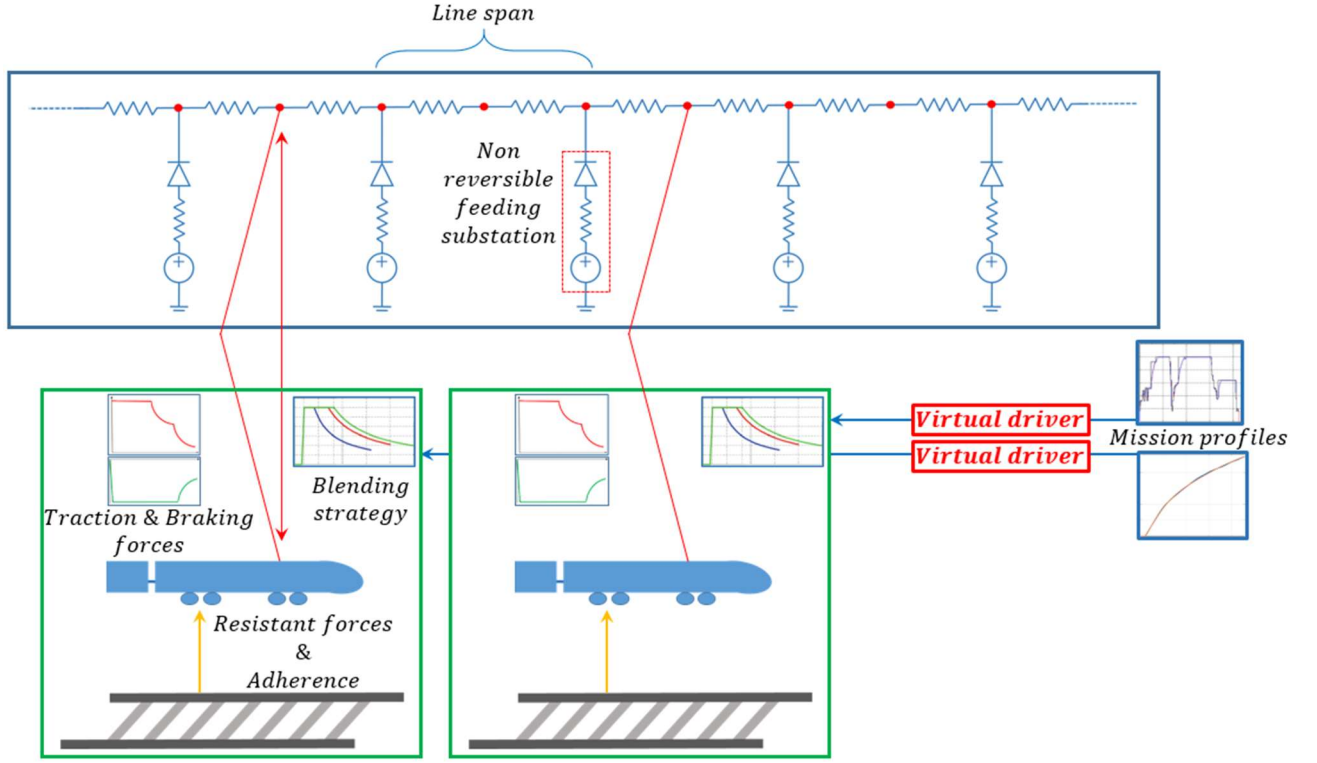 Line span
Non
reversible
feeding
substation
Virtual driver
Mission profiles
Virtual driver
Blending
strategy
Traction & Braking
forces
Resistant forces
&
Adherence